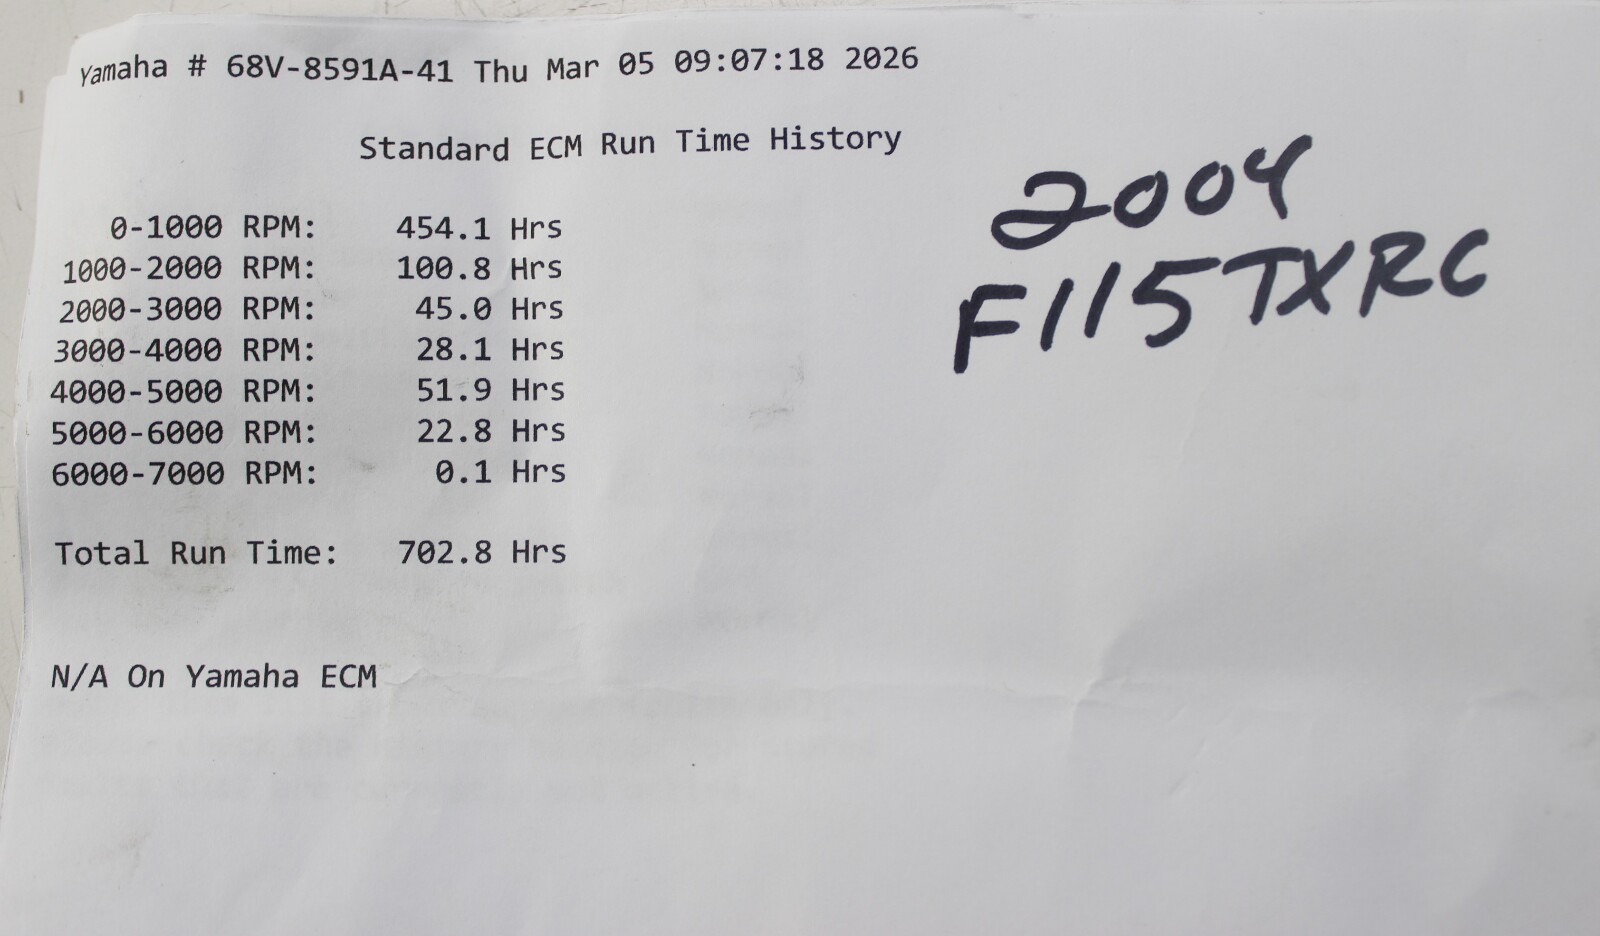 Yamaha # 68V-8591A-41 Thu Mar 05 09:07:18 2026
Standard ECM Run Time History
0-1000 RPM: 454.1 Hrs
1000-2000 RPM: 100.8 Hrs
2000-3000 RPM: 45.0 Hrs
3000-4000 RPM: 28.1 Hrs
4000-5000 RPM: 51.9 Hrs
5000-6000 RPM: 22.8 Hrs
6000-7000 RPM: 0.1 Hrs
Total Run Time: 702.8 Hrs
N/A On Yamaha ECM
2004
F115TXRC